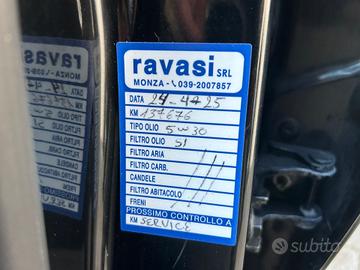 ravasi SRL
MONZA - 039-2007857
DATA 24-4-25
KM 137676
TIPO OLIO 5W30
FILTRO OLIO SI
FILTRO ARIA
FILTRO CARB.
CANDELE
FILTRO ABITACOLO
FRENI
PROSSIMO CONTROLLO A
KM SERVICE
subito